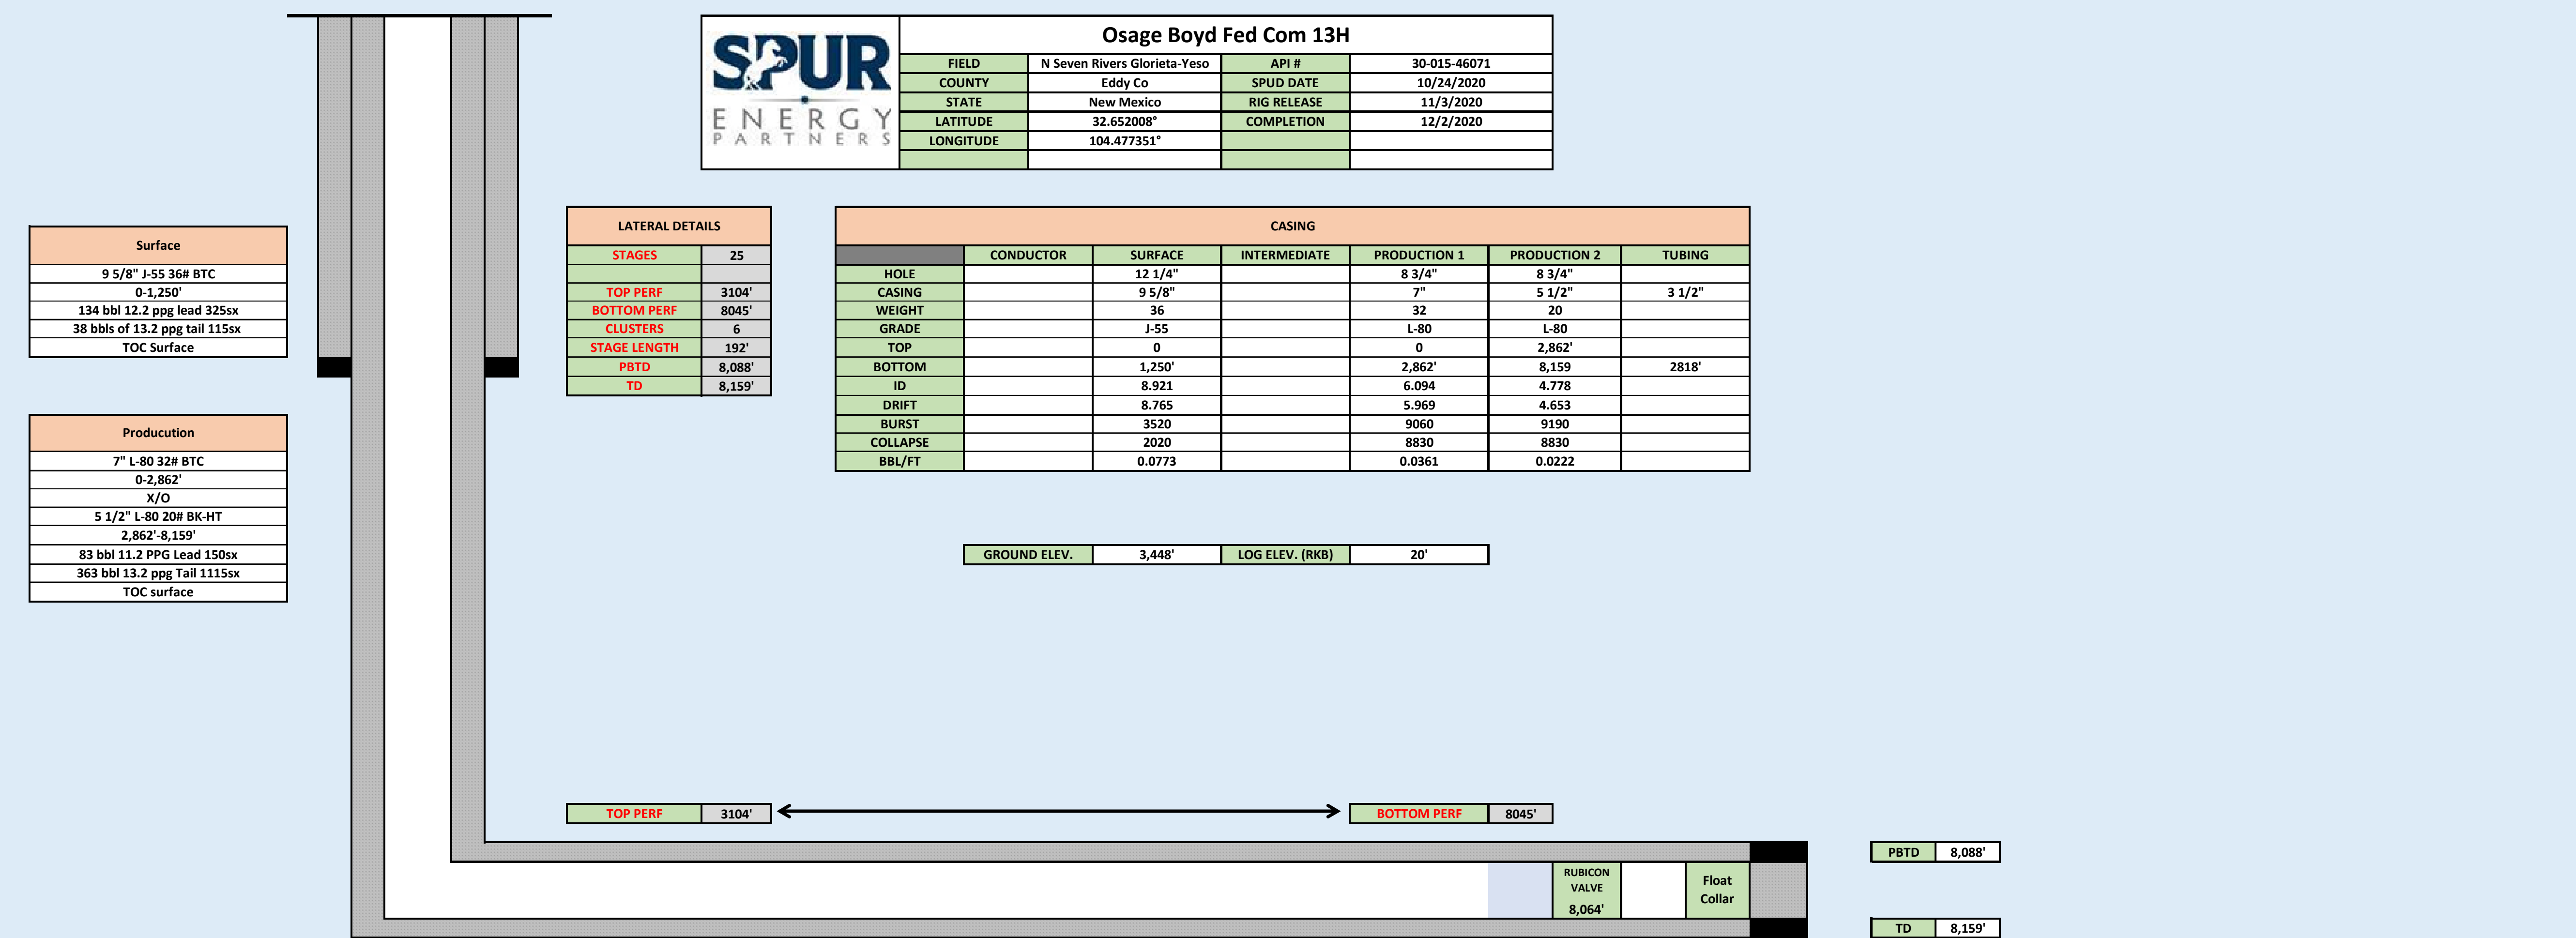 SPUR
ENERGY
PARTNERS
Osage Boyd Fed Com 13H
FIELD N Seven Rivers Glorieta-Yeso API # 30-015-46071
COUNTY Eddy Co SPUD DATE 10/24/2020
STATE New Mexico RIG RELEASE 11/3/2020
LATITUDE 32.652008° COMPLETION 12/2/2020
LONGITUDE 104.477351°
Surface
9 5/8" J-55 36# BTC
0-1,250'
134 bbl 12.2 ppg lead 325sx
38 bbls of 13.2 ppg tail 115sx
TOC Surface
LATERAL DETAILS
STAGES 25
TOP PERF 3104'
BOTTOM PERF 8045'
CLUSTERS 6
STAGE LENGTH 192'
PBTD 8,088'
TD 8,159'
CASING
CONDUCTOR SURFACE INTERMEDIATE PRODUCTION 1 PRODUCTION 2 TUBING
HOLE 12 1/4" 8 3/4" 8 3/4"
CASING 9 5/8" 7" 5 1/2" 3 1/2"
WEIGHT 36 32 20
GRADE J-55 L-80 L-80
TOP 0 0 2,862'
BOTTOM 1,250' 2,862' 8,159 2818'
ID 8.921 6.094 4.778
DRIFT 8.765 5.969 4.653
BURST 3520 9060 9190
COLLAPSE 2020 8830 8830
BBL/FT 0.0773 0.0361 0.0222
Producution
7" L-80 32# BTC
0-2,862'
X/O
5 1/2" L-80 20# BK-HT
2,862'-8,159'
83 bbl 11.2 PPG Lead 150sx
363 bbl 13.2 ppg Tail 1115sx
TOC surface
GROUND ELEV. 3,448' LOG ELEV. (RKB) 20'
TOP PERF 3104' BOTTOM PERF 8045'
PBTD 8,088'
RUBICON
VALVE
8,064'
Float
Collar
TD 8,159'